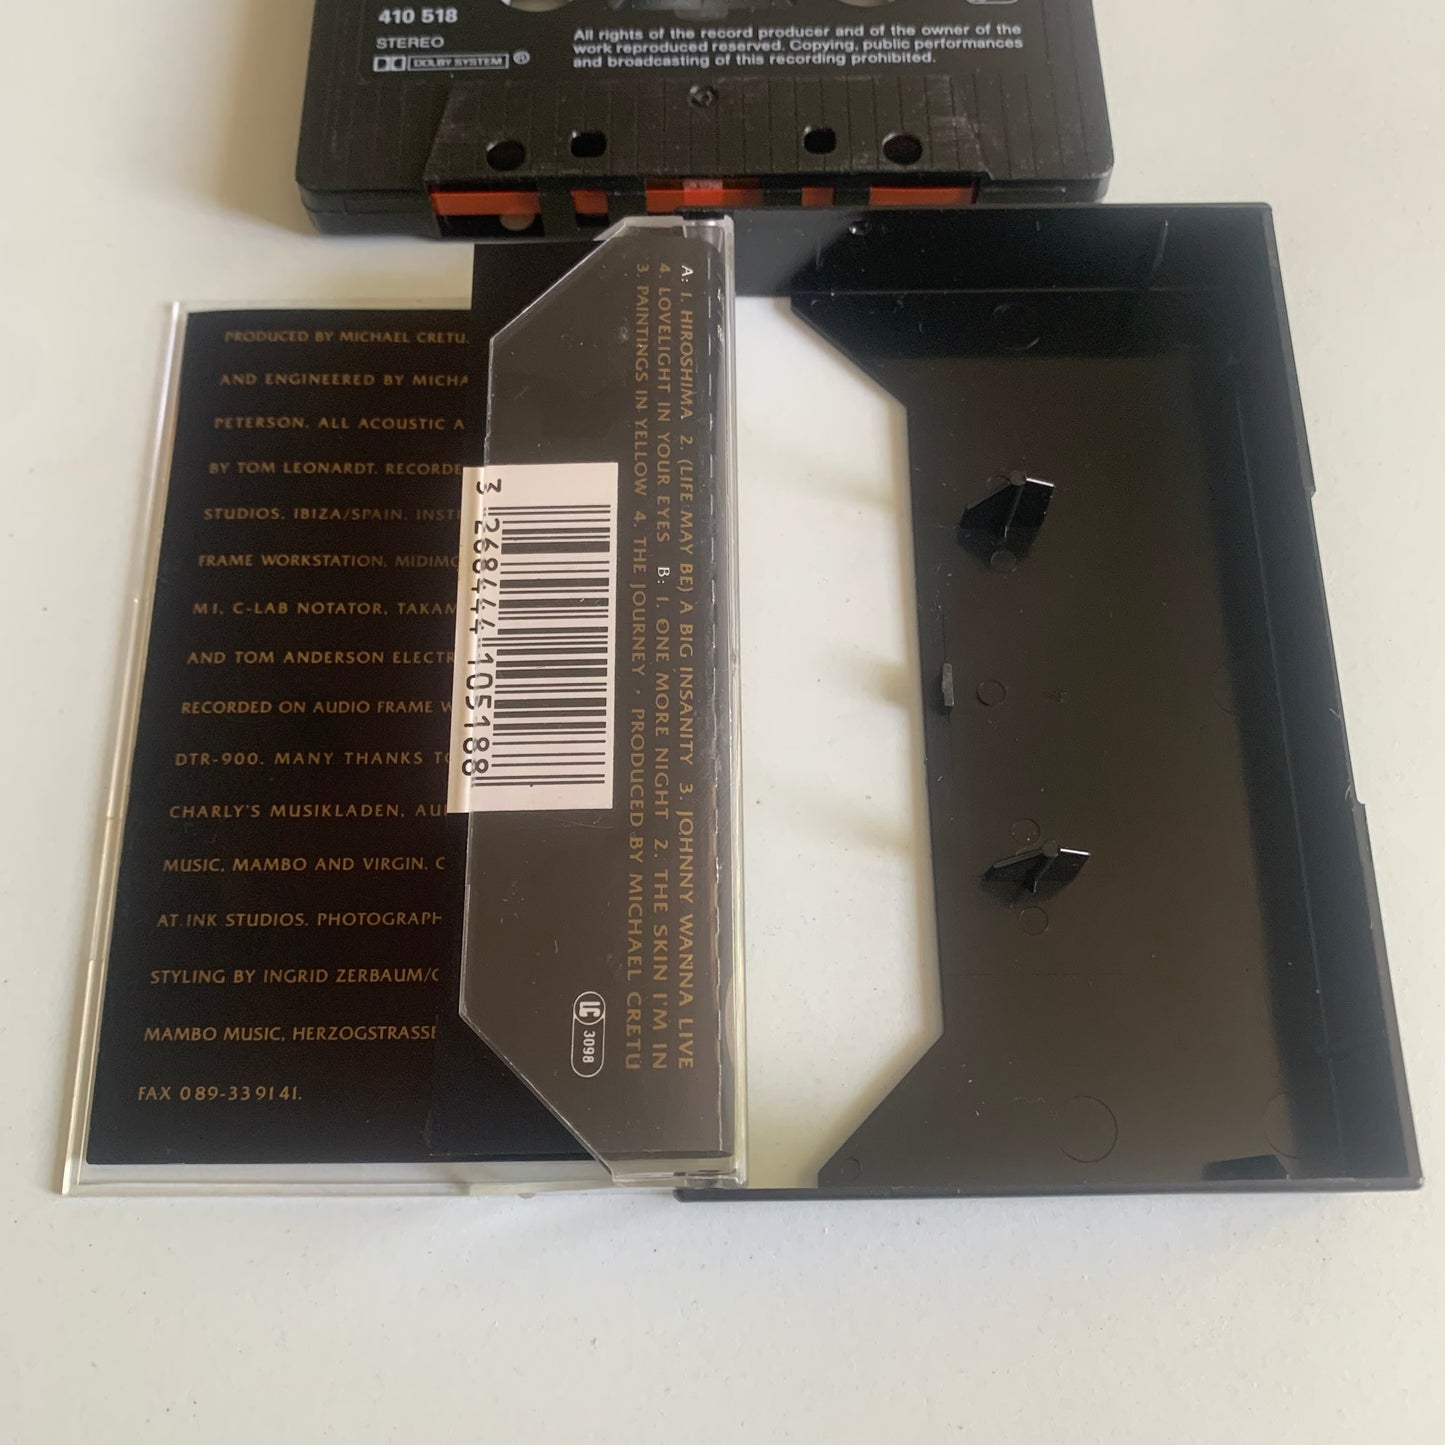 410 518
STEREO
DOLBY SYSTEM ®
All rights of the record producer and of the owner of the
work reproduced reserved. Copying, public performances
and broadcasting of this recording prohibited.
PRODUCED BY MICHAEL CRETU.
AND ENGINEERED BY MICHA
PETERSON. ALL ACOUSTIC A
BY TOM LEONARDT. RECORDE
STUDIOS, IBIZA/SPAIN. INSTU
FRAME WORKSTATION, MIDIMO
M1, C-LAB NOTATOR, TAKAM
AND TOM ANDERSON ELECTR
RECORDED ON AUDIO FRAME W
DTR-900. MANY THANKS TO
CHARLY'S MUSIKLADEN, AUI
MUSIC, MAMBO AND VIRGIN. C
AT INK STUDIOS. PHOTOGRAPH
STYLING BY INGRID ZERBAUM/C
MAMBO MUSIC, HERZOGSTRASSE
FAX 089-33 91 41.
A: 1. HIROSHIMA 2. (LIFE MAY BE) A BIG INSANITY 3. JOHNNY WANNA LIVE
4. LOVELIGHT IN YOUR EYES B: 1. ONE MORE NIGHT 2. THE SKIN I'M IN
3. PAINTINGS IN YELLOW 4. THE JOURNEY · PRODUCED BY MICHAEL CRETU
3 268444 105188
LC 3098